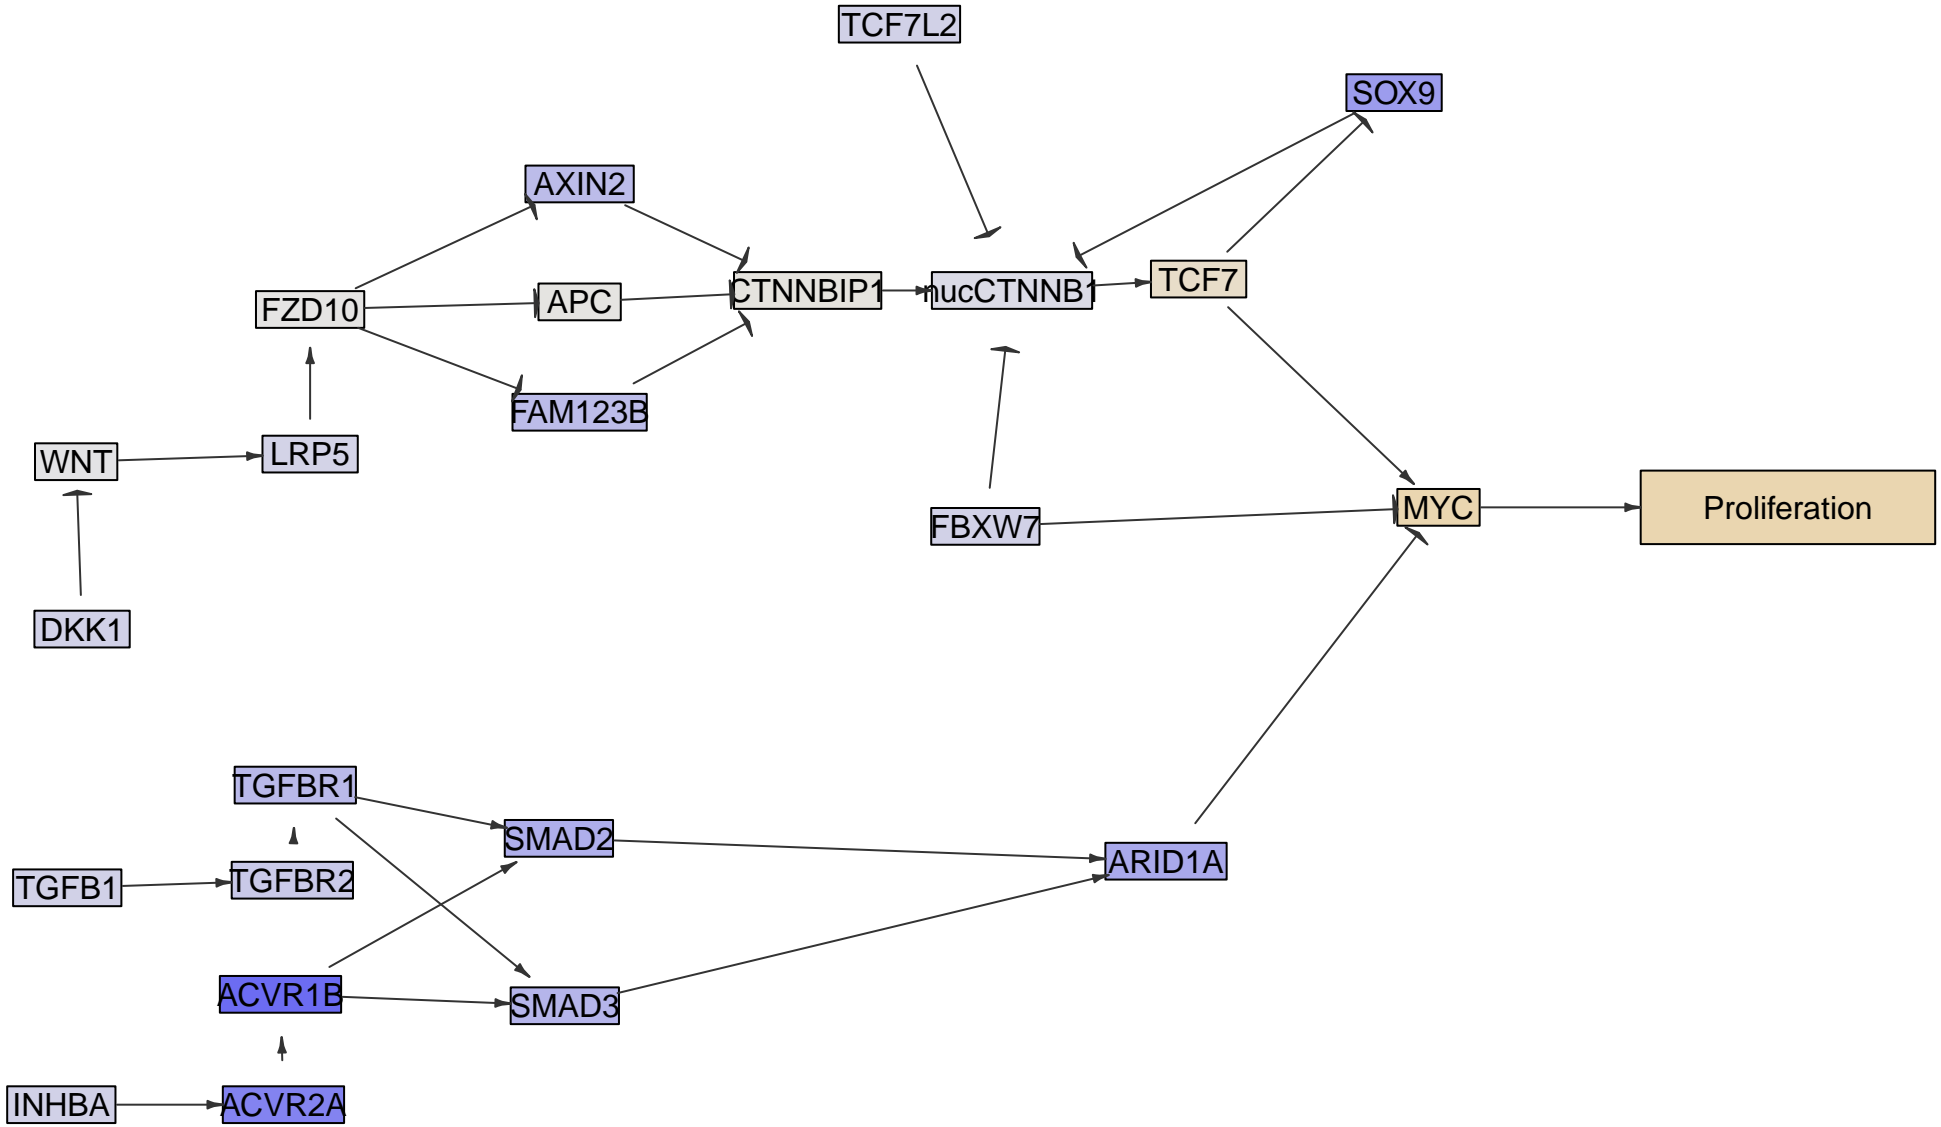 TCF7L2
SOX9
AXIN2
FZD10
APC
CTNNBIP1
nucCTNNB1
TCF7
FAM123B
WNT
LRP5
FBXW7
MYC
Proliferation
DKK1
TGFBR1
SMAD2
ARID1A
TGFB1
TGFBR2
ACVR1B
SMAD3
INHBA
ACVR2A